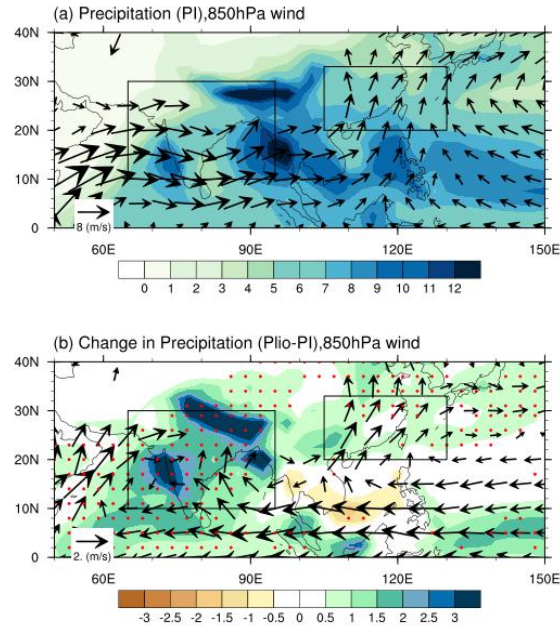 (a) Precipitation (PI),850hPa wind
40N
30N
20N
10N
0
8 (m/s)
60E 90E 120E 150E
0 1 2 3 4 5 6 7 8 9 10 11 12
(b) Change in Precipitation (Plio-PI),850hPa wind
40N
30N
20N
10N
0
2. (m/s)
60E 90E 120E 150E
-3 -2 -1.5 -1 -0.5 0.5 1 1.5 2 2.5 3